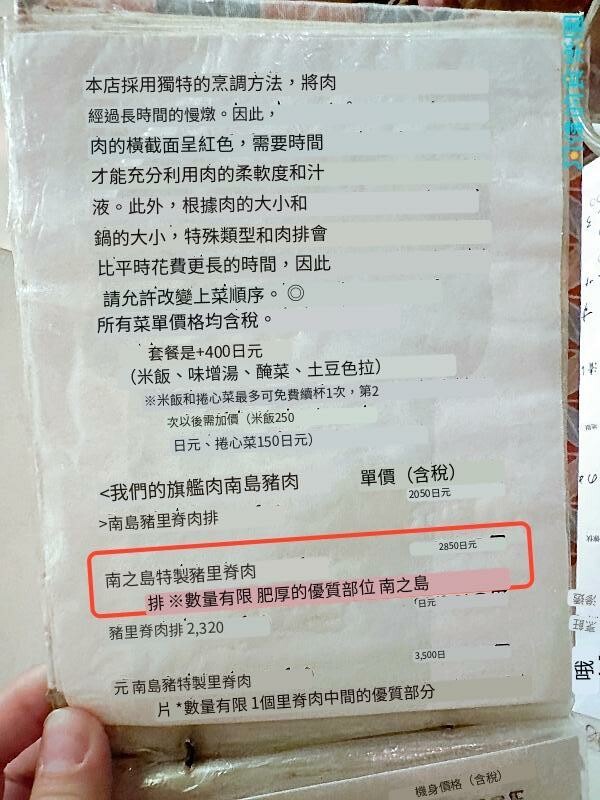 本店採用獨特的烹調方法，將肉
經過長時間的慢燉。因此，
肉的橫截面呈紅色，需要時間
才能充分利用肉的柔軟度和汁
液。此外，根據肉的大小和
鍋的大小，特殊類型和肉排會
比平時花費更長的時間，因此
請允許改變上菜順序。◎
所有菜單價格均含稅。
套餐是+400日元
（米飯、味增湯、醃菜、土豆色拉）
※米飯和捲心菜最多可免費續杯1次，第2
次以後需加價（米飯250
日元、捲心菜150日元）
<我們的旗艦肉南島豬肉 單價（含稅）
2050日元
>南島豬里脊肉排
2850日元
南之島特製豬里脊肉
排 ※數量有限 肥厚的優質部位 南之島
日元
豬里脊肉排 2,320
3,500日
元 南島豬特製里脊肉
片 *數量有限 1個里脊肉中間的優質部分
機身價格（含稅）